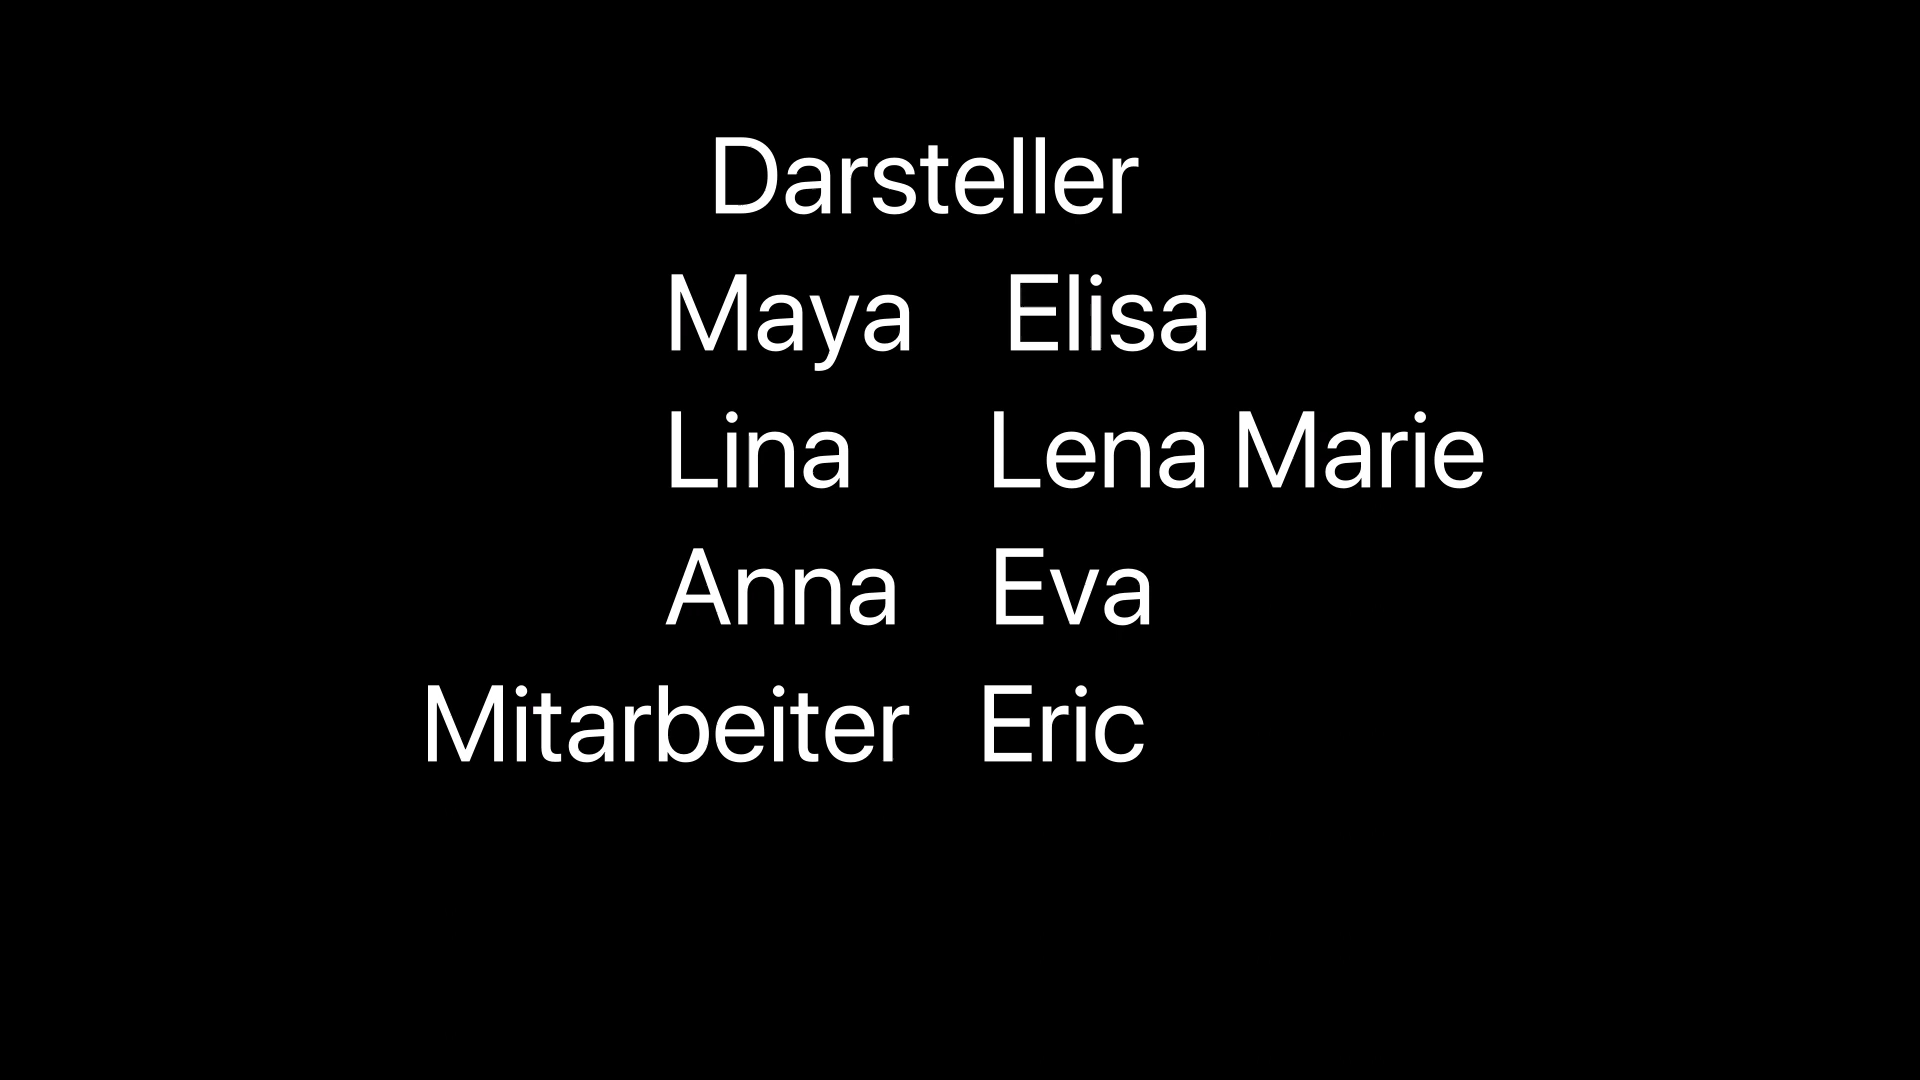 Darsteller
Maya Elisa
Lina Lena Marie
Anna Eva
Mitarbeiter Eric